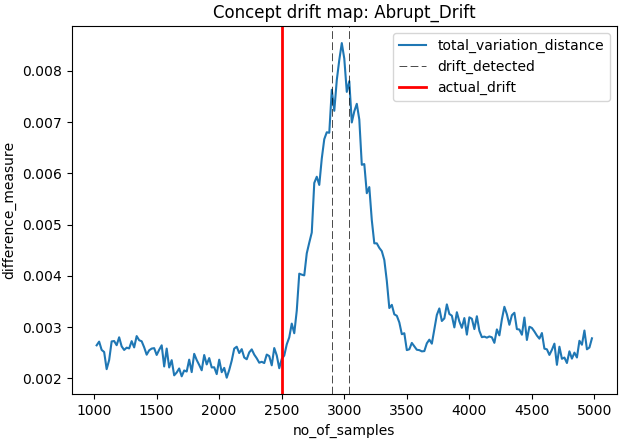 Concept drift map: Abrupt_Drift
total_variation_distance
drift_detected
actual_drift
difference_measure
0.008
0.007
0.006
0.005
0.004
0.003
0.002
1000 1500 2000 2500 3000 3500 4000 4500 5000
no_of_samples